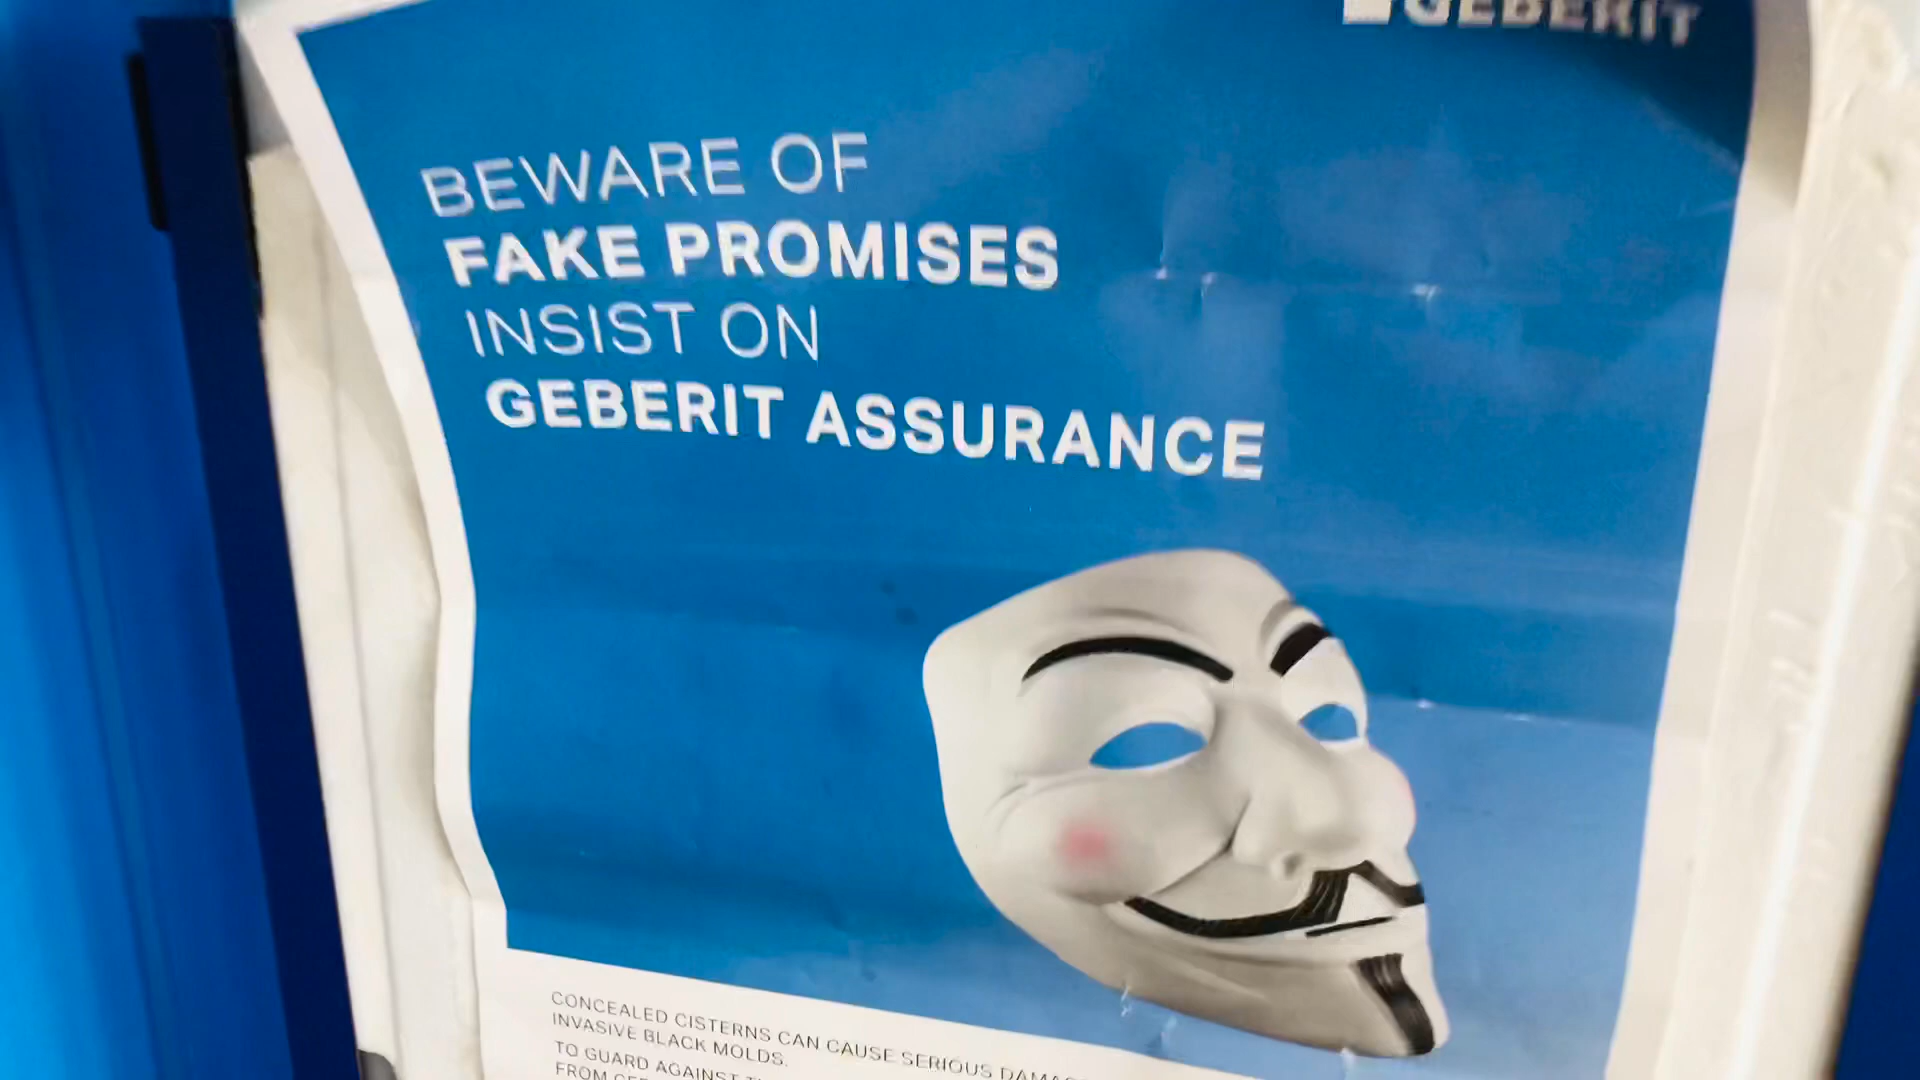 GEBERIT
BEWARE OF
FAKE PROMISES
INSIST ON
GEBERIT ASSURANCE
CONCEALED CISTERNS CAN CAUSE SERIOUS
INVASIVE BLACK MOLDS.
TO GUARD AGAINST
FROM